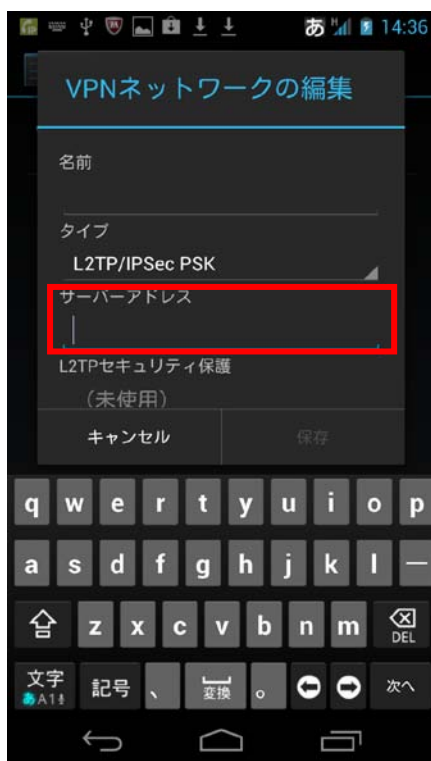 あ 14:36
VPNネットワークの編集
名前
タイプ
L2TP/IPSec PSK
サーバーアドレス
L2TPセキュリティ保護
（未使用）
キャンセル 保存
q w e r t y u i o p
a s d f g h j k l ー
z x c v b n m DEL
文字 あA1 記号 、 変換 。 次へ